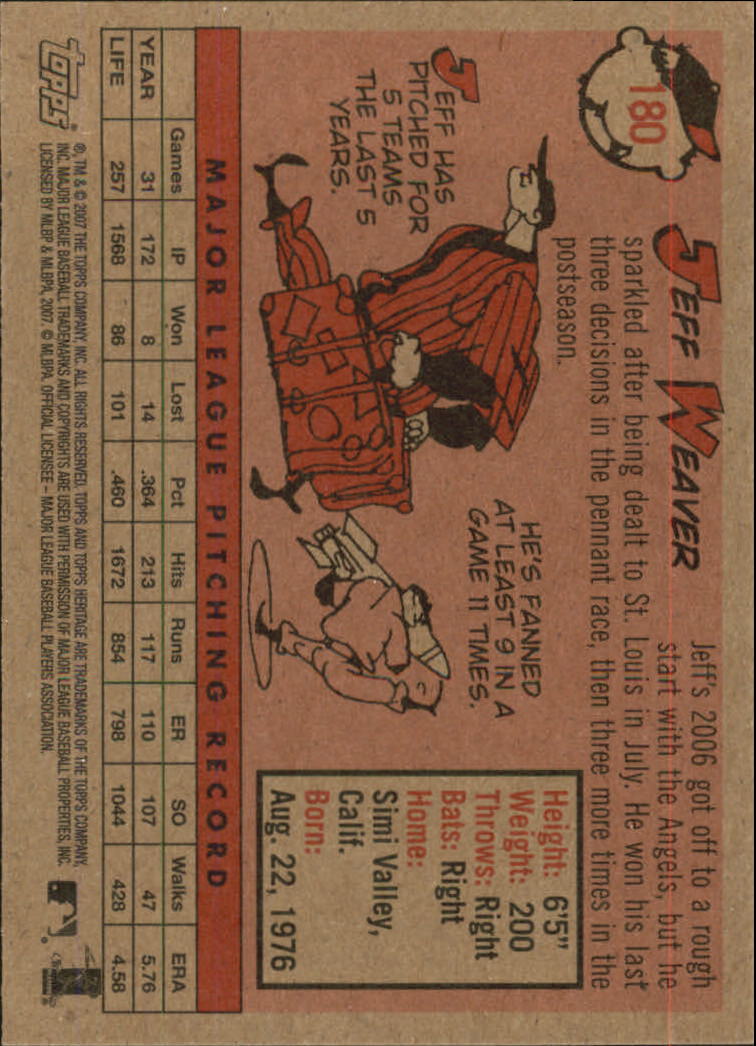 180
JEFF WEAVER
Jeff's 2006 got off to a rough
start with the Angels, but he
sparkled after being dealt to St. Louis in July. He won his last
three decisions in the pennant race, then three more times in the
postseason.
JEFF HAS
PITCHED FOR
5 TEAMS
THE LAST 5
YEARS.
HE'S FANNED
AT LEAST 9 IN A
GAME 11 TIMES.
Height: 6'5"
Weight: 200
Throws: Right
Bats: Right
Home:
Simi Valley,
Calif.
Born:
Aug. 22, 1976
MAJOR LEAGUE PITCHING RECORD
Games IP Won Lost Pct Hits Runs ER SO Walks ERA
YEAR 31 172 8 14 .364 213 117 110 107 47 5.76
LIFE 257 1568 86 101 .460 1672 854 798 1044 428 4.58
TOPPS®
®, TM & © 2007 THE TOPPS COMPANY, INC. ALL RIGHTS RESERVED. TOPPS AND TOPPS HERITAGE ARE TRADEMARKS OF THE TOPPS COMPANY,
INC. MAJOR LEAGUE BASEBALL TRADEMARKS AND COPYRIGHTS ARE USED WITH PERMISSION OF MAJOR LEAGUE BASEBALL PROPERTIES, INC.
LICENSED BY MLBP & MLBPA, 2007. © MLBPA. OFFICIAL LICENSEE – MAJOR LEAGUE BASEBALL PLAYERS ASSOCIATION.